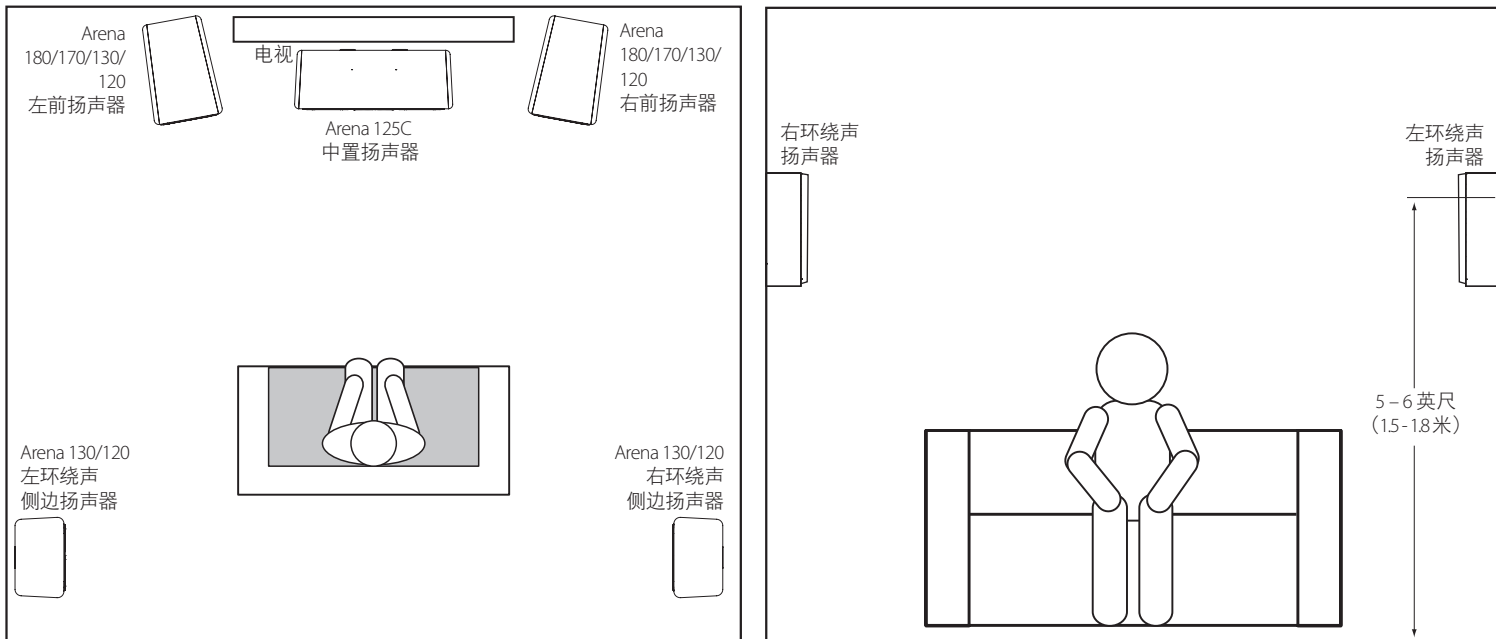 Arena
180/170/130/
120
左前扬声器
电视
Arena
180/170/130/
120
右前扬声器
Arena 125C
中置扬声器
Arena 130/120
左环绕声
侧边扬声器
Arena 130/120
右环绕声
侧边扬声器
右环绕声
扬声器
左环绕声
扬声器
5 – 6 英尺
（1.5 - 1.8 米）